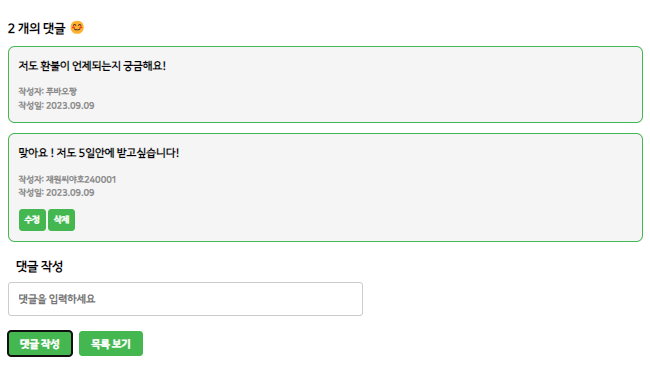 2 개의 댓글 😊
저도 환불이 언제되는지 궁금해요!
작성자: 푸바오짱
작성일: 2023.09.09
맞아요 ! 저도 5일안에 받고싶습니다!
작성자: 재원씨야호240001
작성일: 2023.09.09
수정 삭제
댓글 작성
댓글을 입력하세요
댓글 작성 목록 보기